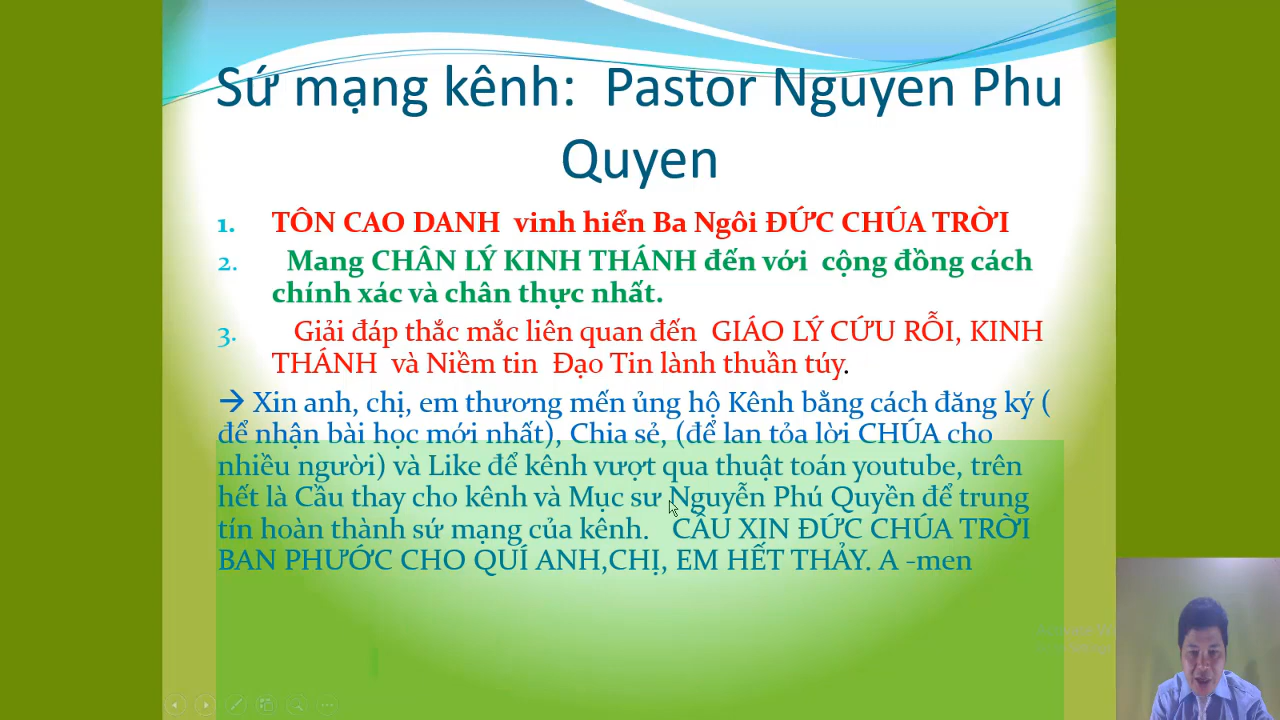 Sứ mạng kênh: Pastor Nguyen Phu
Quyen
1. TÔN CAO DANH vinh hiển Ba Ngôi ĐỨC CHÚA TRỜI
2. Mang CHÂN LÝ KINH THÁNH đến với cộng đồng cách
chính xác và chân thực nhất.
3. Giải đáp thắc mắc liên quan đến GIÁO LÝ CỨU RỖI, KINH
THÁNH và Niềm tin Đạo Tin lành thuần túy.
→ Xin anh, chị, em thương mến ủng hộ Kênh bằng cách đăng ký (
để nhận bài học mới nhất), Chia sẻ, (để lan tỏa lời CHÚA cho
nhiều người) và Like để kênh vượt qua thuật toán youtube, trên
hết là Cầu thay cho kênh và Mục sư Nguyễn Phú Quyền để trung
tín hoàn thành sứ mạng của kênh. CẦU XIN ĐỨC CHÚA TRỜI
BAN PHƯỚC CHO QUÍ ANH,CHỊ, EM HẾT THẢY. A -men